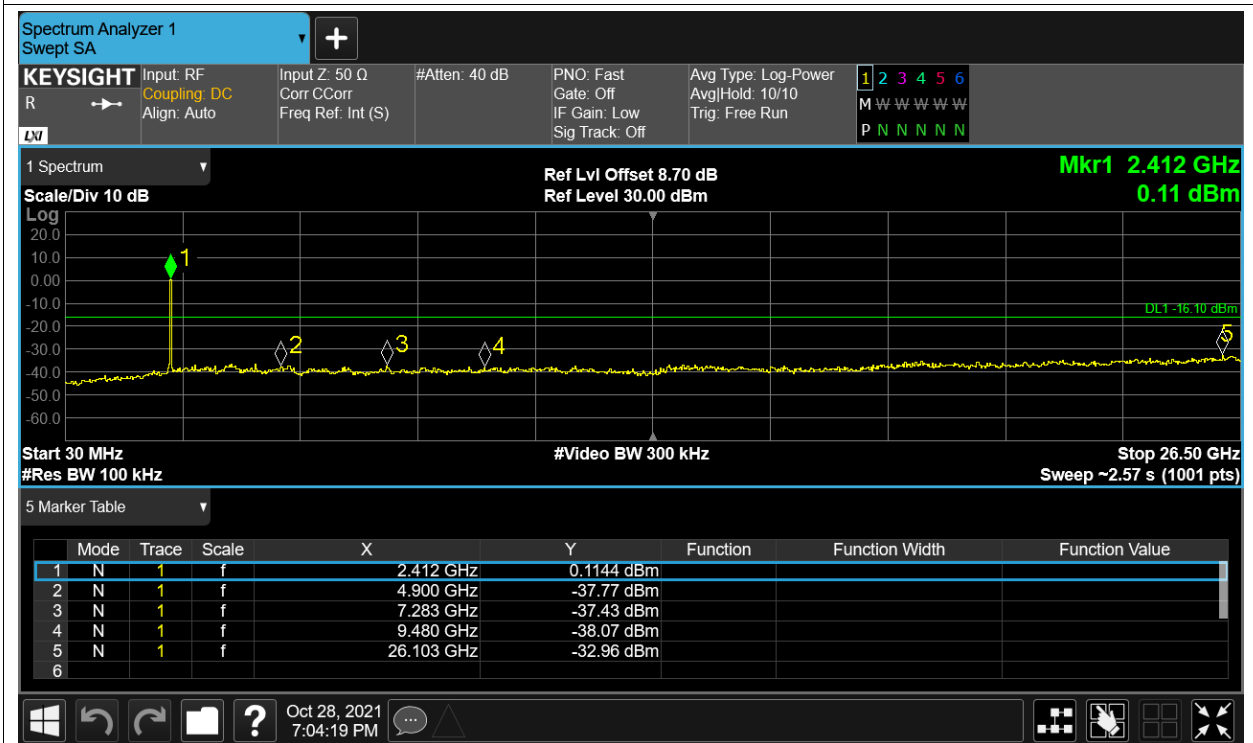 Spectrum Analyzer 1
Swept SA
KEYSIGHT Input: RF Input Z: 50 Ω #Atten: 40 dB PNO: Fast Avg Type: Log-Power 1 2 3 4 5 6
R Coupling: DC Corr CCorr Gate: Off Avg|Hold: 10/10 M W W W W W
Align: Auto Freq Ref: Int (S) IF Gain: Low Trig: Free Run
LXI Sig Track: Off P N N N N N
1 Spectrum Ref Lvl Offset 8.70 dB Mkr1 2.412 GHz
Scale/Div 10 dB Ref Level 30.00 dBm 0.11 dBm
Log
20.0
10.0 1
0.00
-10.0 DL1 -16.10 dBm
-20.0
-30.0 2 3 4 5
-40.0
-50.0
-60.0
Start 30 MHz #Video BW 300 kHz Stop 26.50 GHz
#Res BW 100 kHz Sweep ~2.57 s (1001 pts)
5 Marker Table
Mode Trace Scale X Y Function Function Width Function Value
1 N 1 f 2.412 GHz 0.1144 dBm
2 N 1 f 4.900 GHz -37.77 dBm
3 N 1 f 7.283 GHz -37.43 dBm
4 N 1 f 9.480 GHz -38.07 dBm
5 N 1 f 26.103 GHz -32.96 dBm
6
? Oct 28, 2021
7:04:19 PM